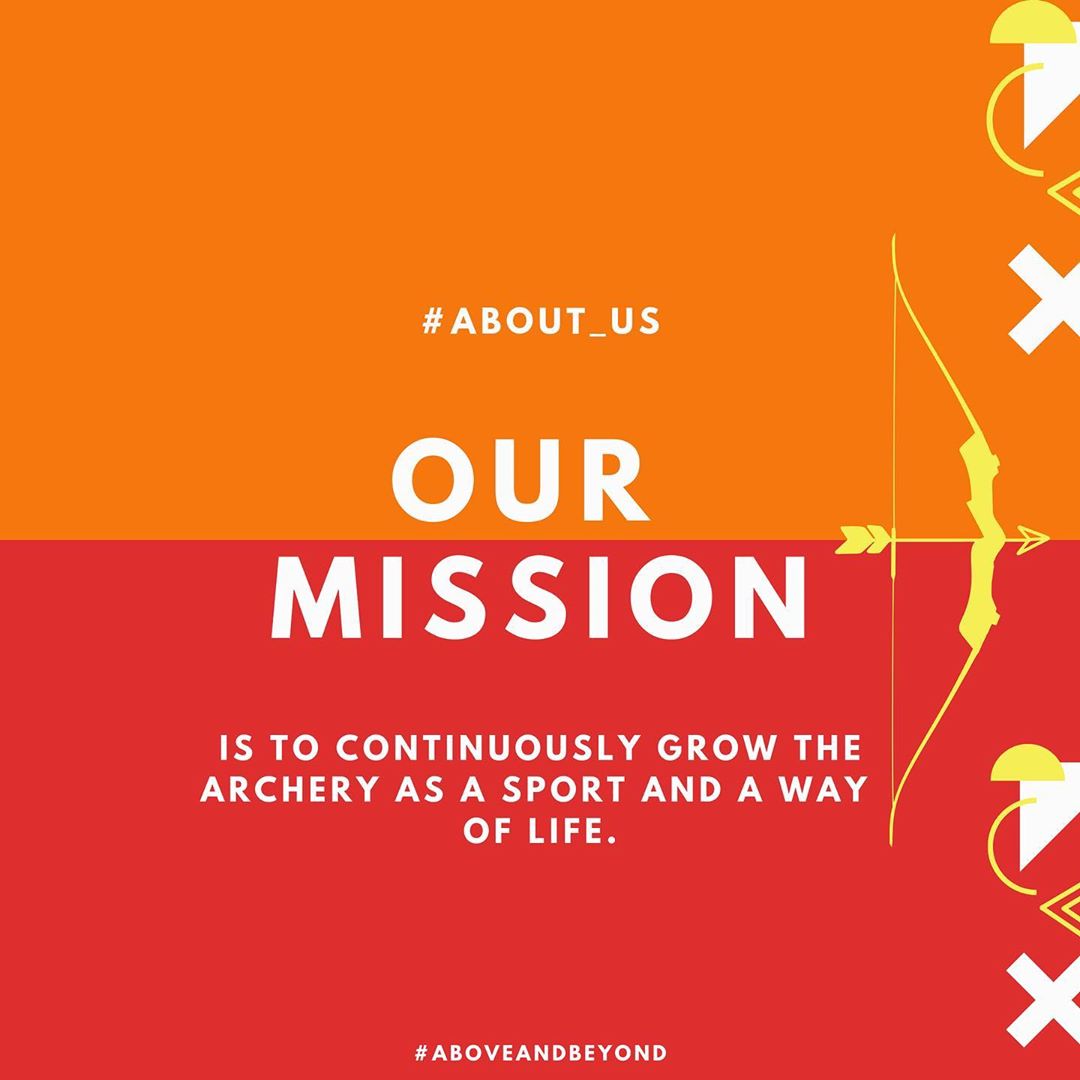 #ABOUT_US
OUR
MISSION
IS TO CONTINUOUSLY GROW THE
ARCHERY AS A SPORT AND A WAY
OF LIFE.
#ABOVEANDBEYOND